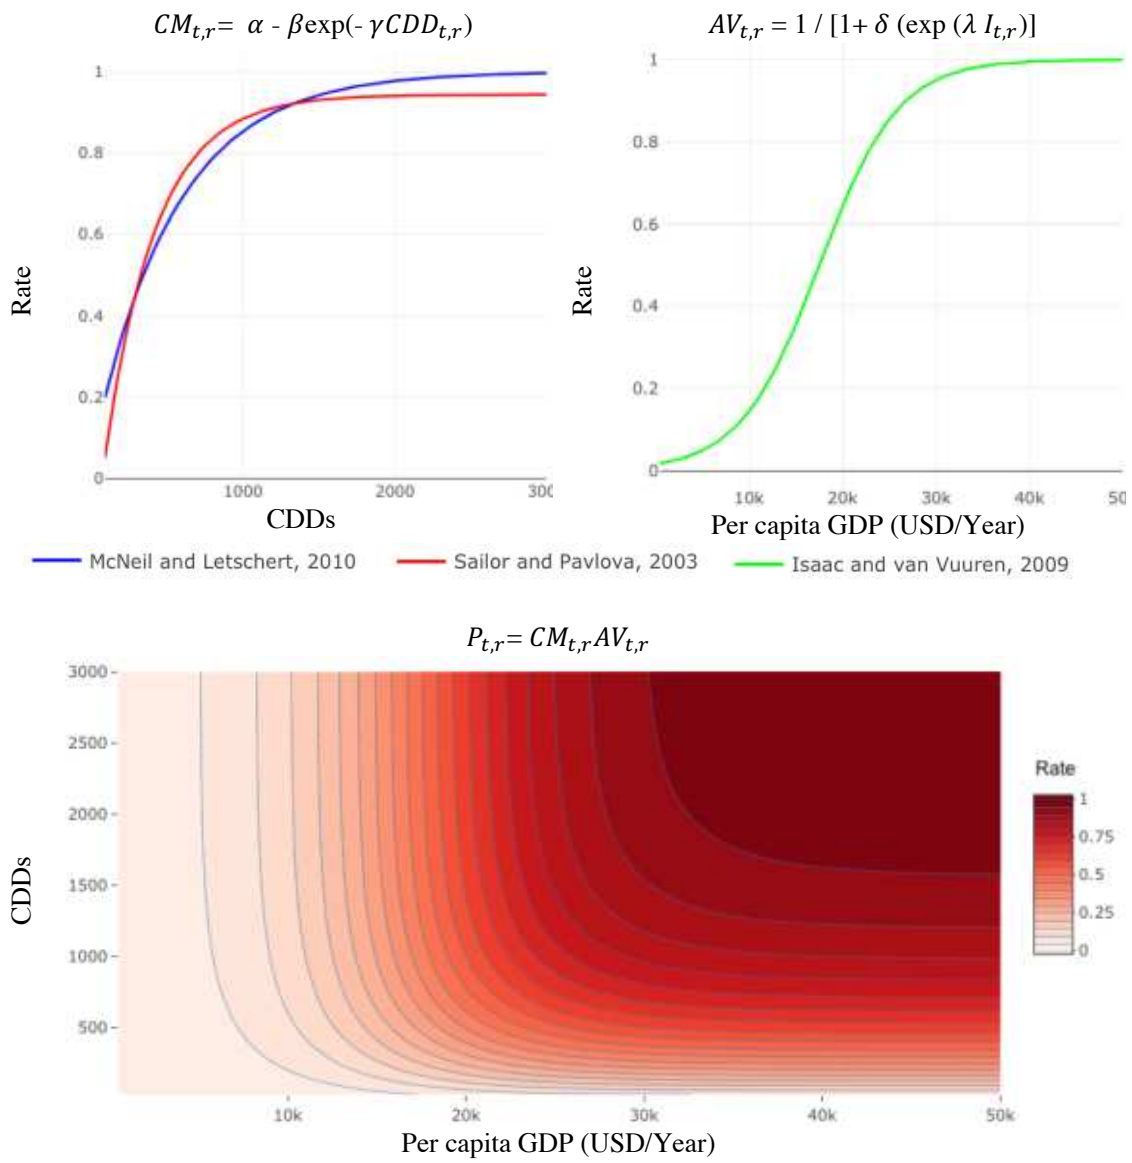 CM_{t,r} = α - βexp(- γCDD_{t,r})
AV_{t,r} = 1 / [1+ δ (exp (λ I_{t,r})]
1
0.8
0.6
0.4
0.2
0
Rate
1000
2000
300
CDDs
1
0.8
0.6
0.4
0.2
0
Rate
10k
20k
30k
40k
50
Per capita GDP (USD/Year)
McNeil and Letschert, 2010
Sailor and Pavlova, 2003
Isaac and van Vuuren, 2009
P_{t,r} = CM_{t,r}AV_{t,r}
3000
2500
2000
1500
1000
500
CDDs
10k
20k
30k
40k
50k
Per capita GDP (USD/Year)
Rate
1
0.75
0.5
0.25
0